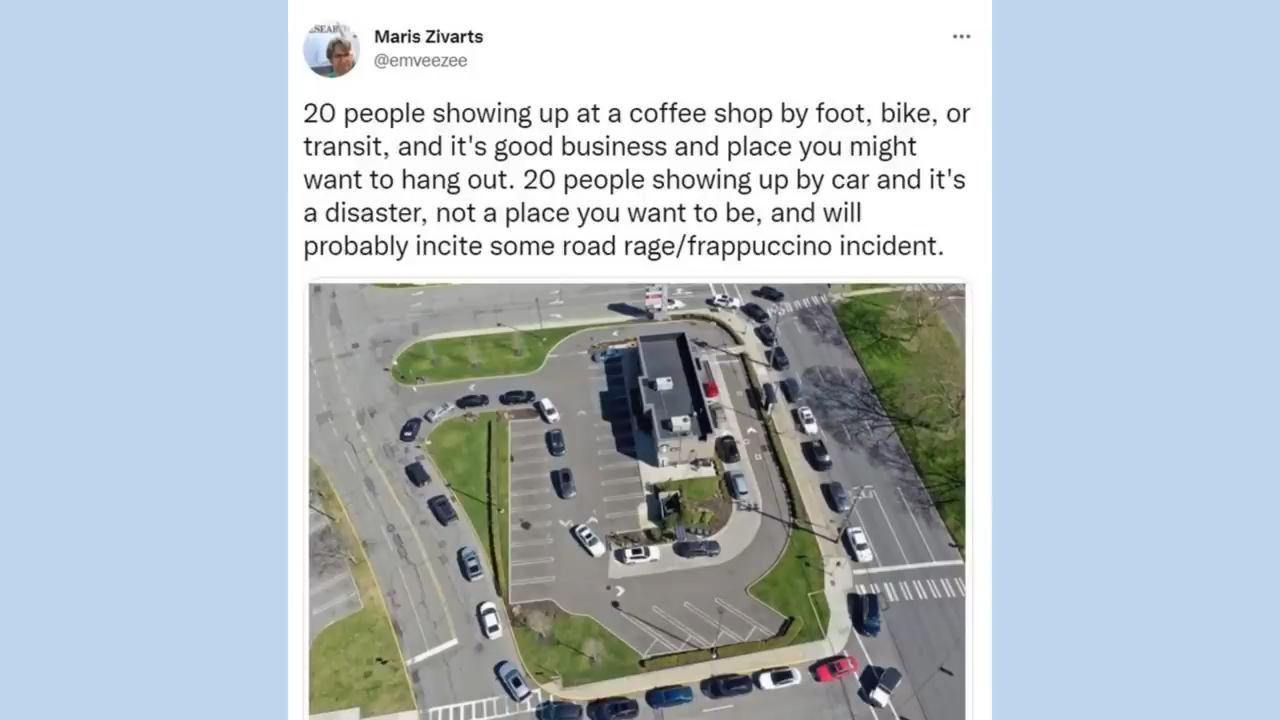 Maris Zivarts
@emveezee
20 people showing up at a coffee shop by foot, bike, or
transit, and it's good business and place you might
want to hang out. 20 people showing up by car and it's
a disaster, not a place you want to be, and will
probably incite some road rage/frappuccino incident.